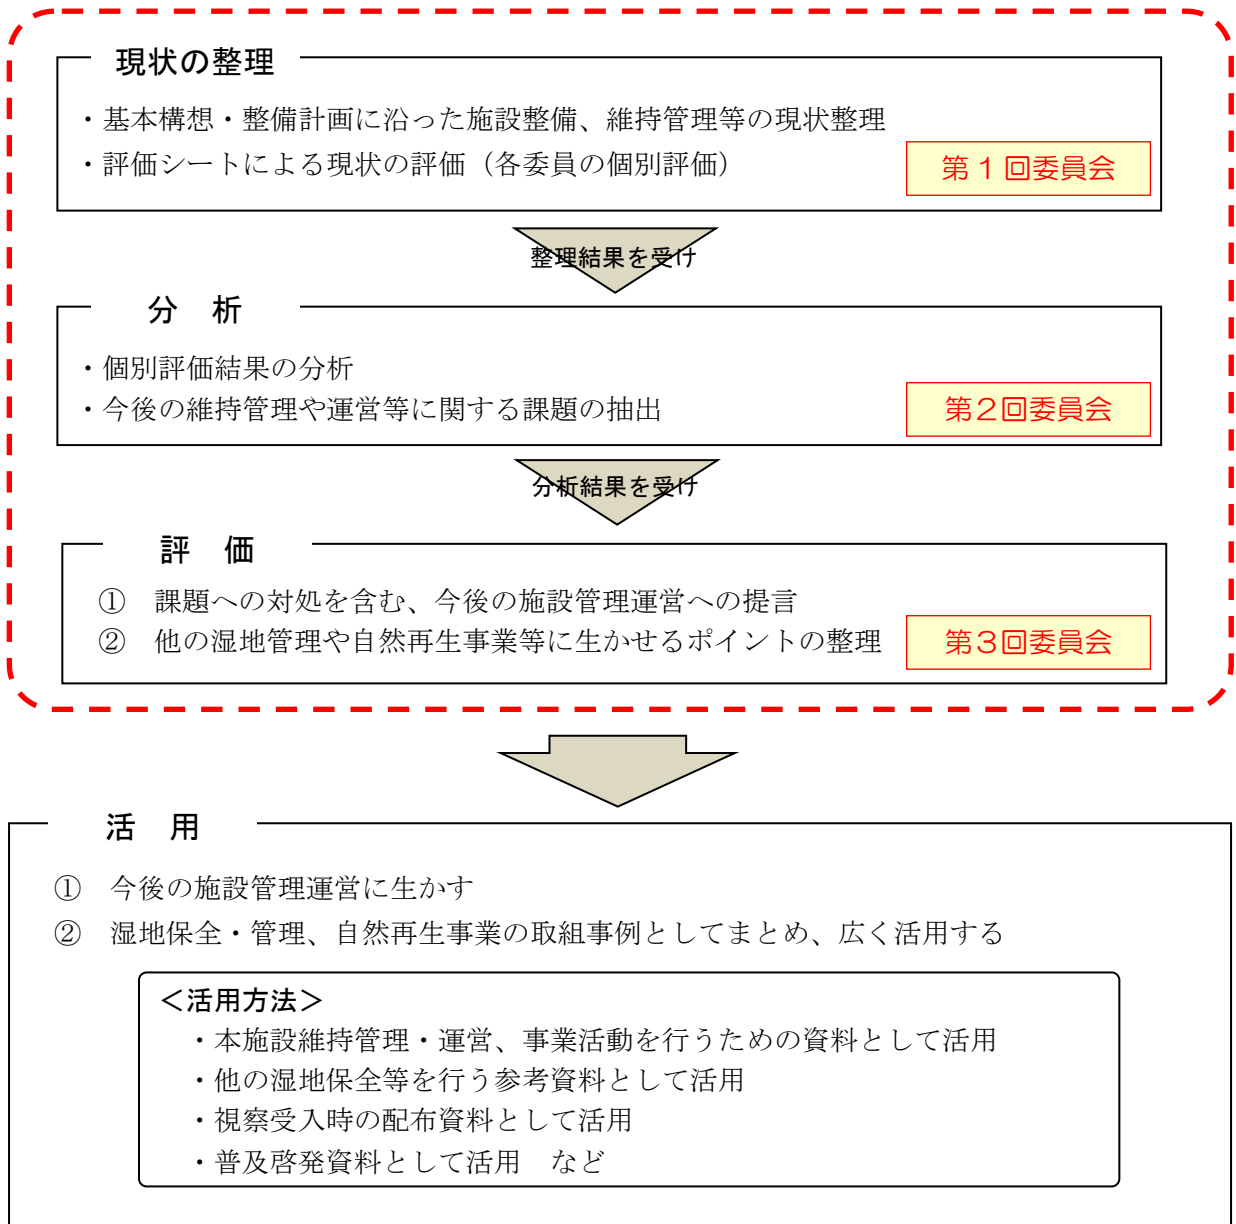 現状の整理
・基本構想・整備計画に沿った施設整備、維持管理等の現状整理
・評価シートによる現状の評価（各委員の個別評価）
第1回委員会
整理結果を受け
分　析
・個別評価結果の分析
・今後の維持管理や運営等に関する課題の抽出
第2回委員会
分析結果を受け
評　価
①　課題への対処を含む、今後の施設管理運営への提言
②　他の湿地管理や自然再生事業等に生かせるポイントの整理
第3回委員会
活　用
①　今後の施設管理運営に生かす
②　湿地保全・管理、自然再生事業の取組事例としてまとめ、広く活用する
＜活用方法＞
・本施設維持管理・運営、事業活動を行うための資料として活用
・他の湿地保全等を行う参考資料として活用
・視察受入時の配布資料として活用
・普及啓発資料として活用　など